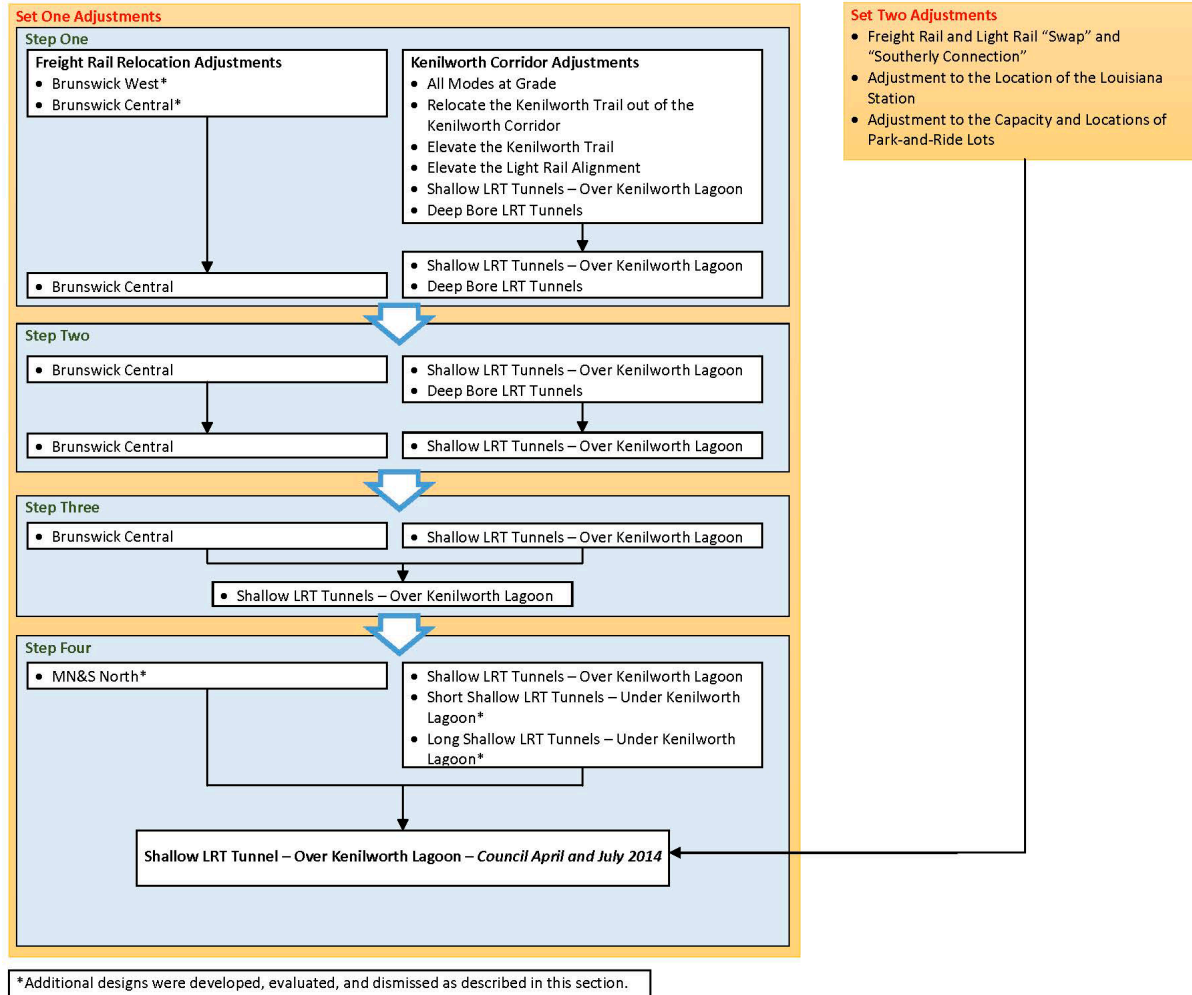 Set One Adjustments
Step One
Freight Rail Relocation Adjustments
• Brunswick West*
• Brunswick Central*
Kenilworth Corridor Adjustments
• All Modes at Grade
• Relocate the Kenilworth Trail out of the
Kenilworth Corridor
• Elevate the Kenilworth Trail
• Elevate the Light Rail Alignment
• Shallow LRT Tunnels – Over Kenilworth Lagoon
• Deep Bore LRT Tunnels
• Brunswick Central
• Shallow LRT Tunnels – Over Kenilworth Lagoon
• Deep Bore LRT Tunnels
Step Two
• Brunswick Central
• Shallow LRT Tunnels – Over Kenilworth Lagoon
• Deep Bore LRT Tunnels
• Brunswick Central
• Shallow LRT Tunnels – Over Kenilworth Lagoon
Step Three
• Brunswick Central
• Shallow LRT Tunnels – Over Kenilworth Lagoon
• Shallow LRT Tunnels – Over Kenilworth Lagoon
Step Four
• MN&S North*
• Shallow LRT Tunnels – Over Kenilworth Lagoon
• Short Shallow LRT Tunnels – Under Kenilworth
Lagoon*
• Long Shallow LRT Tunnels – Under Kenilworth
Lagoon*
Shallow LRT Tunnel – Over Kenilworth Lagoon – Council April and July 2014
Set Two Adjustments
• Freight Rail and Light Rail “Swap” and
“Southerly Connection”
• Adjustment to the Location of the Louisiana
Station
• Adjustment to the Capacity and Locations of
Park-and-Ride Lots
*Additional designs were developed, evaluated, and dismissed as described in this section.